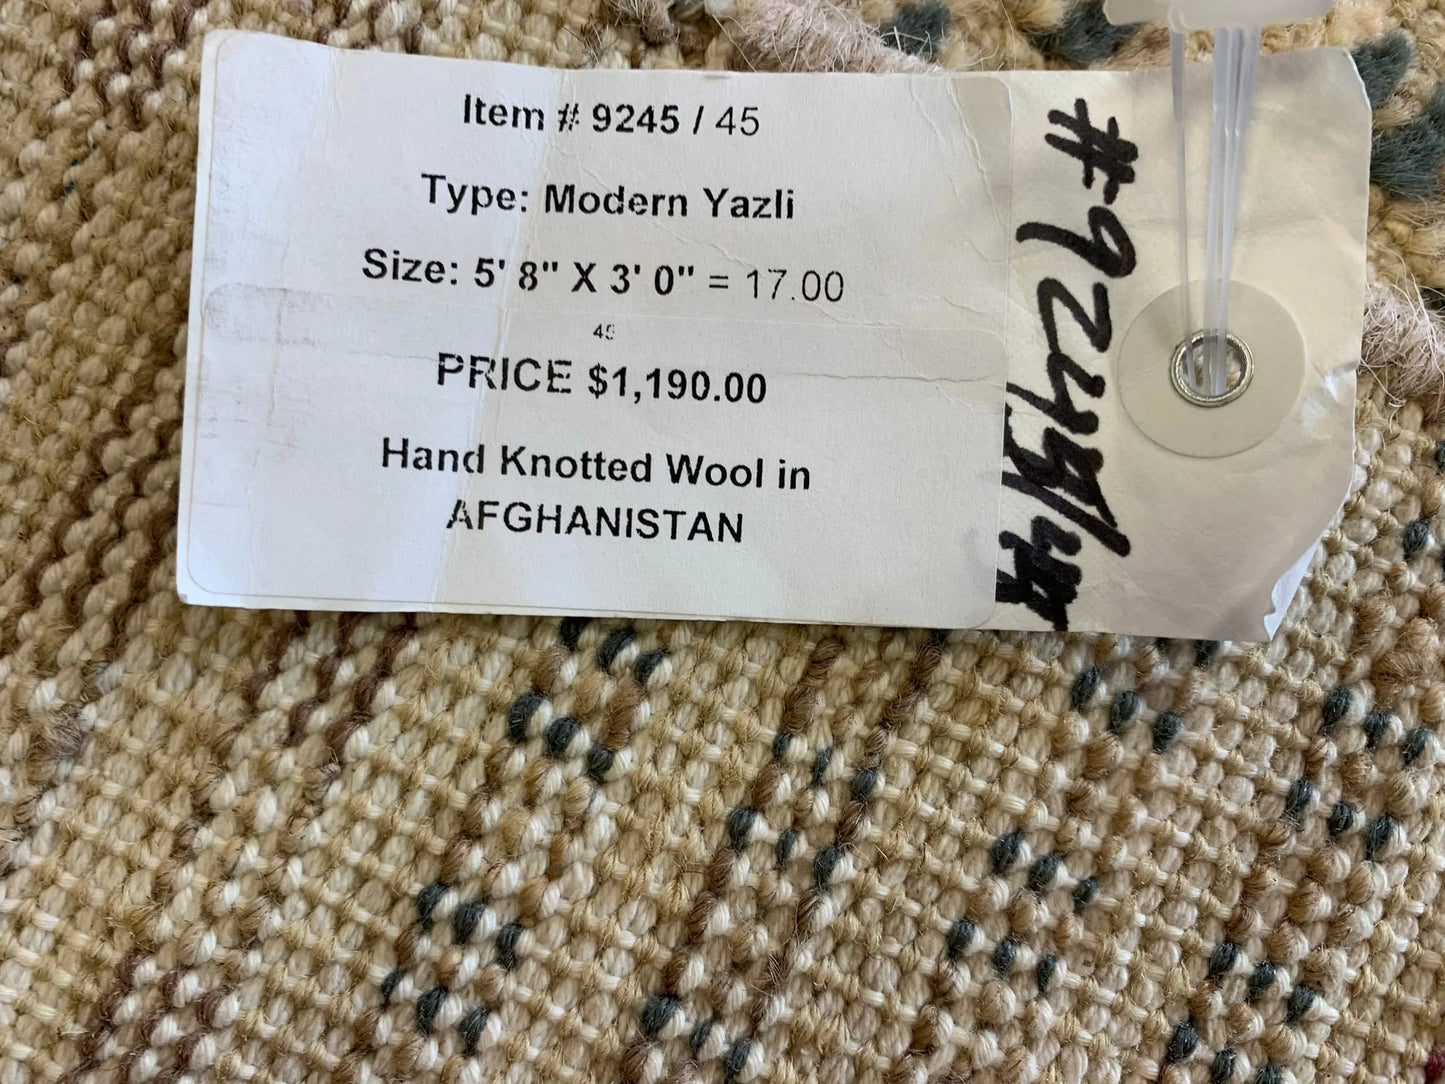 Item # 9245 / 45
Type: Modern Yazli
Size: 5' 8" X 3' 0" = 17.00
45
PRICE $1,190.00
Hand Knotted Wool in
AFGHANISTAN